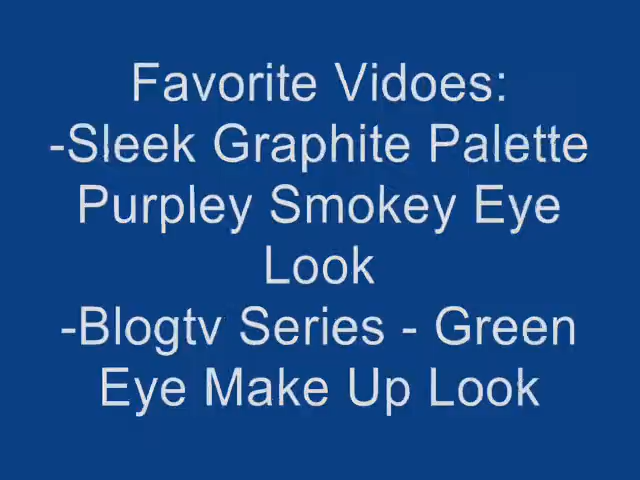 Favorite Vidoes:
-Sleek Graphite Palette
Purpley Smokey Eye
Look
-Blogtv Series - Green
Eye Make Up Look